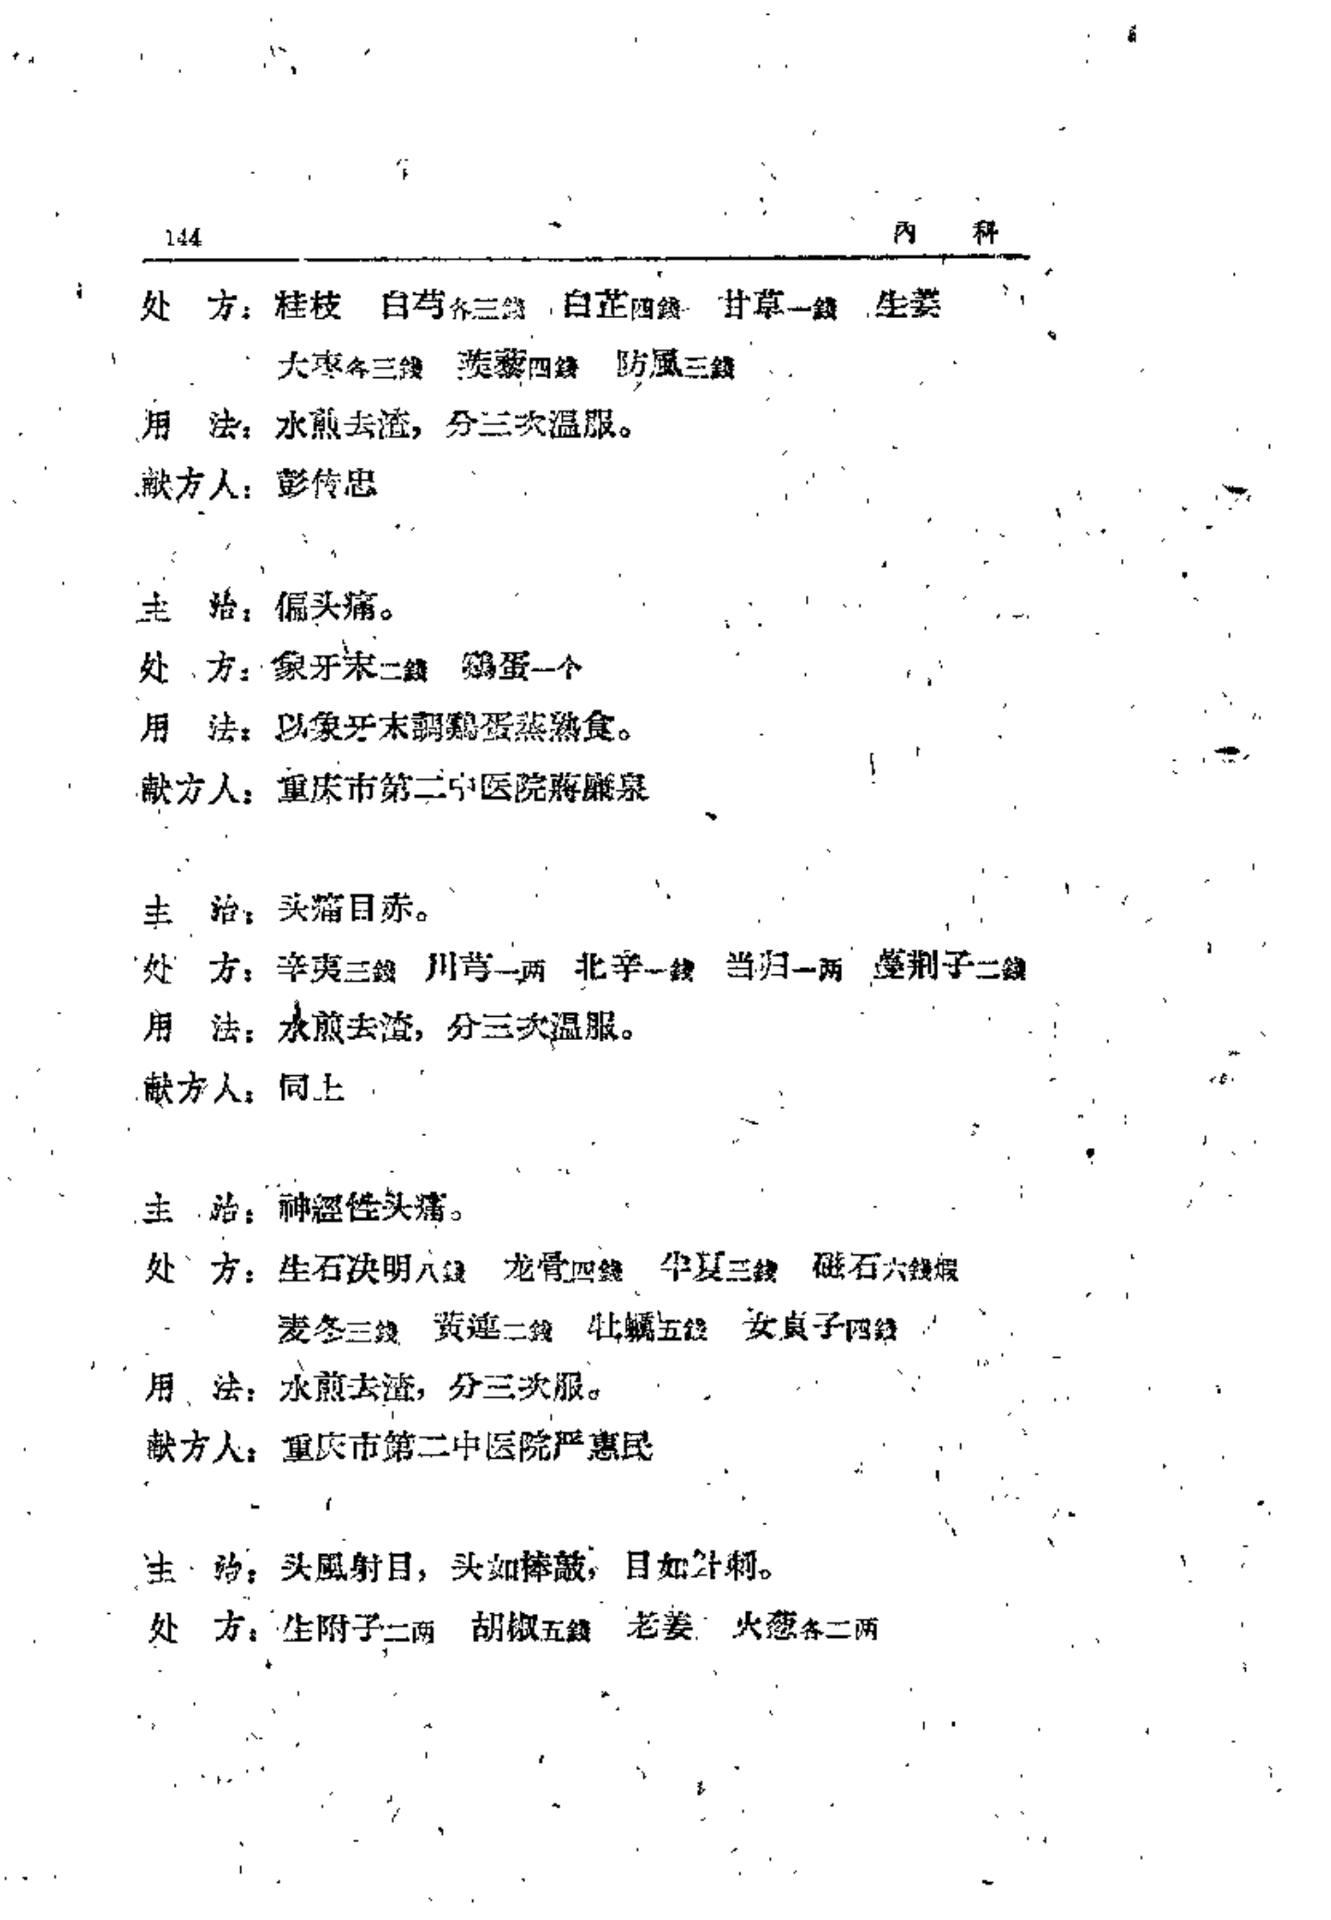 144 內 科
处 方：桂枝 白芍各三錢 白芷四錢 甘草一錢 生姜
大枣各三錢 蒺藜四錢 防風三錢
用 法：水煎去渣，分三次温服。
献方人：彭传忠
主 治：偏头痛。
处 方：象牙末二錢 鷄蛋一个
用 法：以象牙末調鷄蛋蒸熟食。
献方人：重庆市第二中医院蔣廉泉
主 治：头痛目赤。
处 方：辛夷三錢 川芎一两 北辛一錢 当归一两 蔓荆子二錢
用 法：水煎去渣，分三次温服。
献方人：同上
主 治：神經性头痛。
处 方：生石决明八錢 龙骨四錢 半夏三錢 磁石六錢煅
麦冬三錢 黃連二錢 牡蠣五錢 女貞子四錢
用 法：水煎去渣，分三次服。
献方人：重庆市第二中医院严惠民
主 治：头風射目，头如棒敲，目如針刺。
处 方：生附子二两 胡椒五錢 老姜 火葱各二两